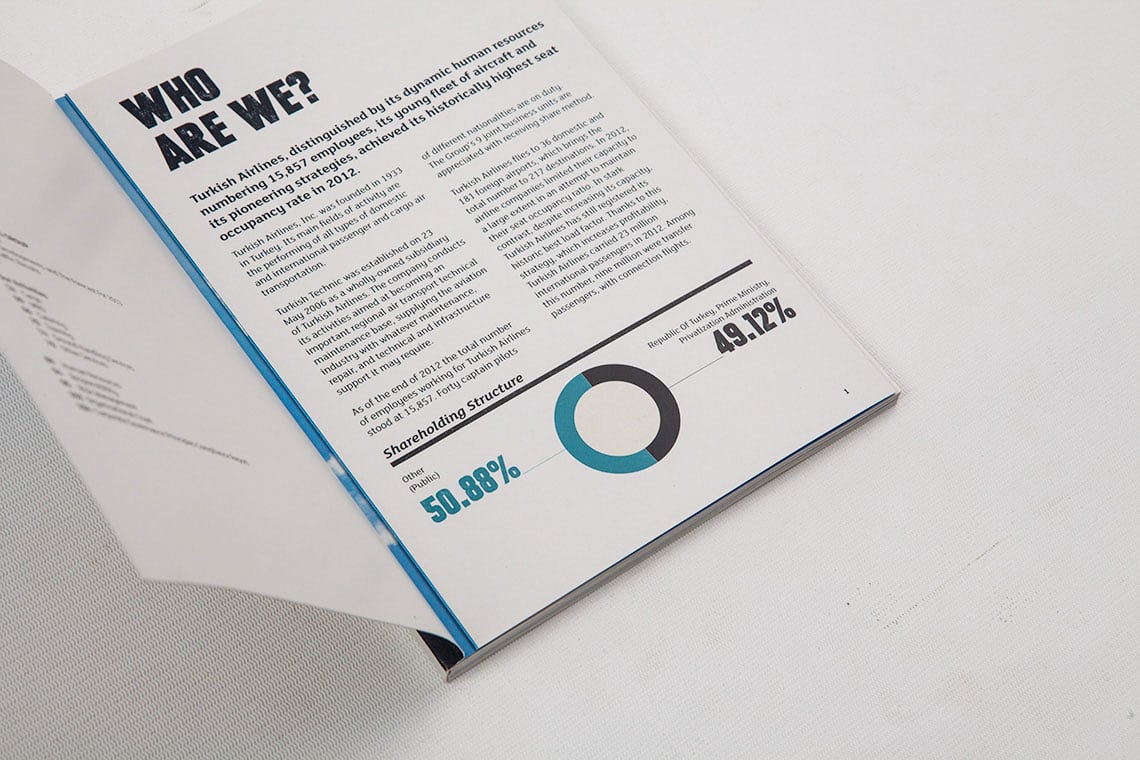 WHO
ARE WE?
Turkish Airlines, distinguished by its dynamic human resources
numbering 15,857 employees, its young fleet of aircraft and
its pioneering strategies, achieved its historically highest seat
occupancy rate in 2012.
Turkish Airlines, Inc. was founded in 1933
in Turkey. Its main fields of activity are
the performing of all types of domestic
and international passenger and cargo air
transportation
Turkish Technic was established on 23
May 2006 as a wholly-owned subsidiary
of Turkish Airlines. The company conducts
its activities aimed at becoming an
important regional air transport technical
maintenance base, supplying the aviation
industry with whatever maintenance,
repair, and technical and infrastructure
support it may require.
As of the end of 2012 the total number
of employees working for Turkish Airlines
stood at 15,857. Forty captain pilots
of different nationalities are on duty.
The Group's 9 joint business units are
appreciated with receiving share method.
Turkish Airlines flies to 36 domestic and
181 foreign airports, which brings the
total number to 217 destinations. In 2012,
airline companies limited their capacity to
a large extent in an attempt to maintain
their seat occupancy ratio. In stark
contrast, despite increasing its capacity,
Turkish Airlines has still registered its
historic best load factor. Thanks to this
strategy, which increases profitability,
Turkish Airlines carried 23 million
international passengers in 2012. Among
this number, nine million were transfer
passengers, with connection flights.
Shareholding Structure
Other
(Public)
50.88%
Republic Of Turkey, Prime Ministry,
Privatization Administration
49.12%
1